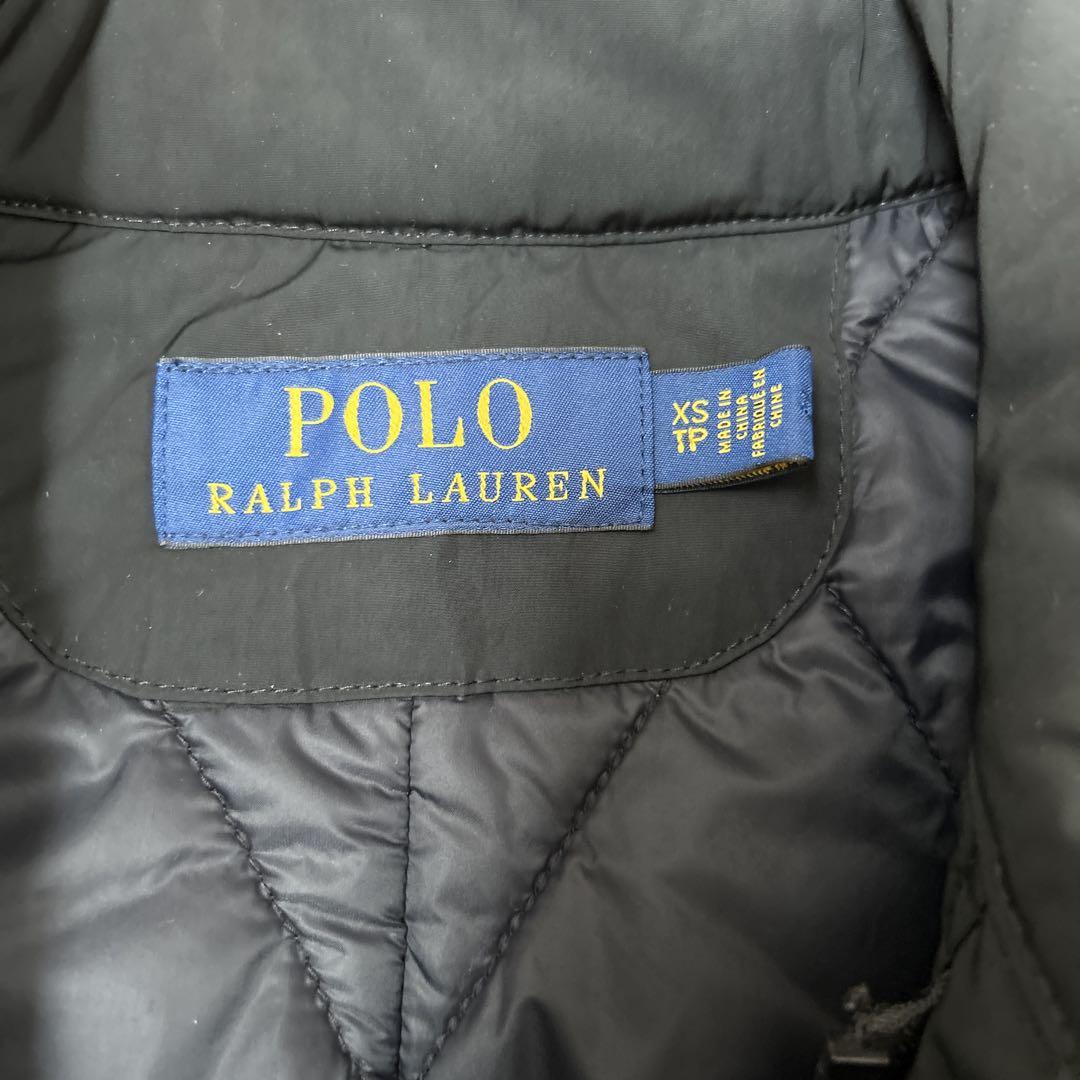 POLO
RALPH LAUREN
XS
TP
MADE IN
CHINA
FABRIQUÉ EN
CHINE